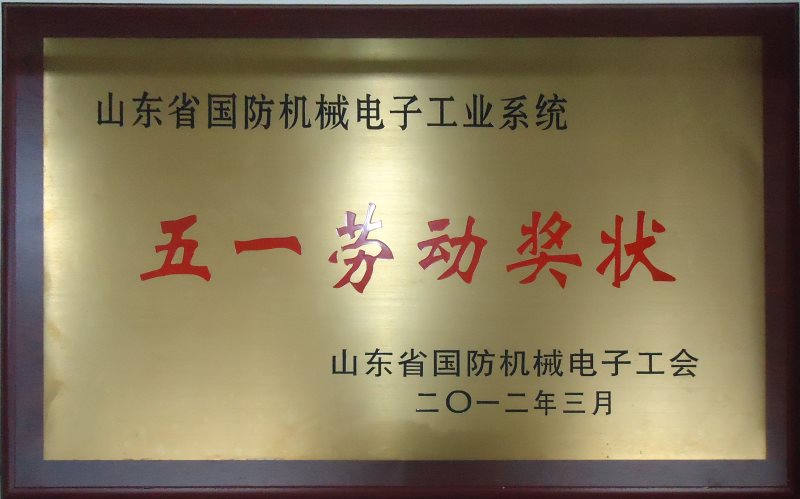 山东省国防机械电子工业系统
五一劳动奖状
山东省国防机械电子工会
二〇一二年三月